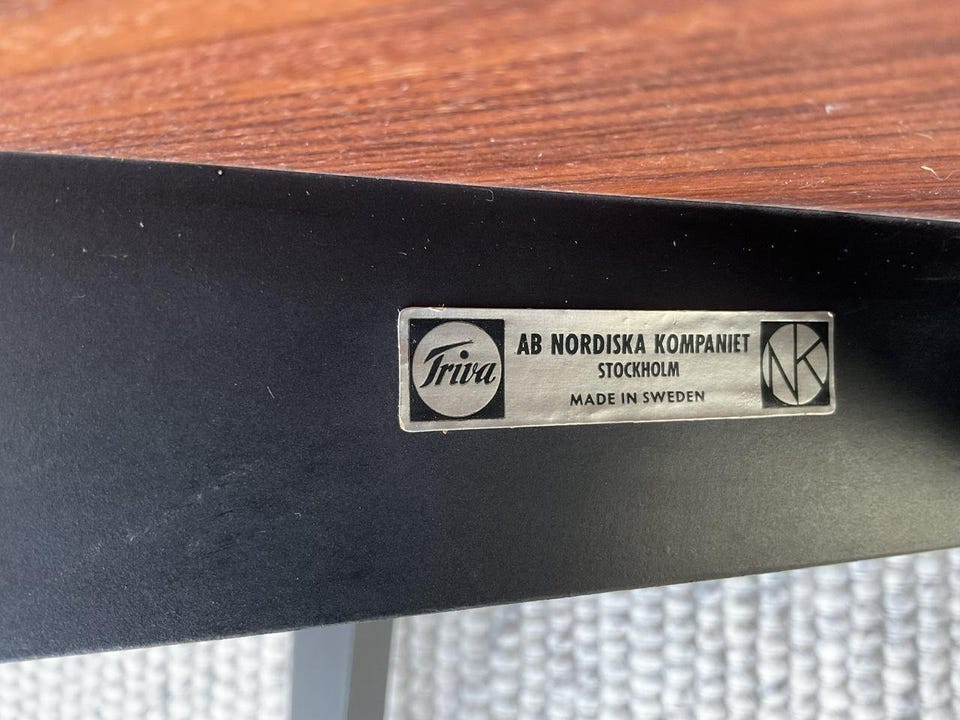 Triva
AB NORDISKA KOMPANIET
STOCKHOLM
MADE IN SWEDEN
NK